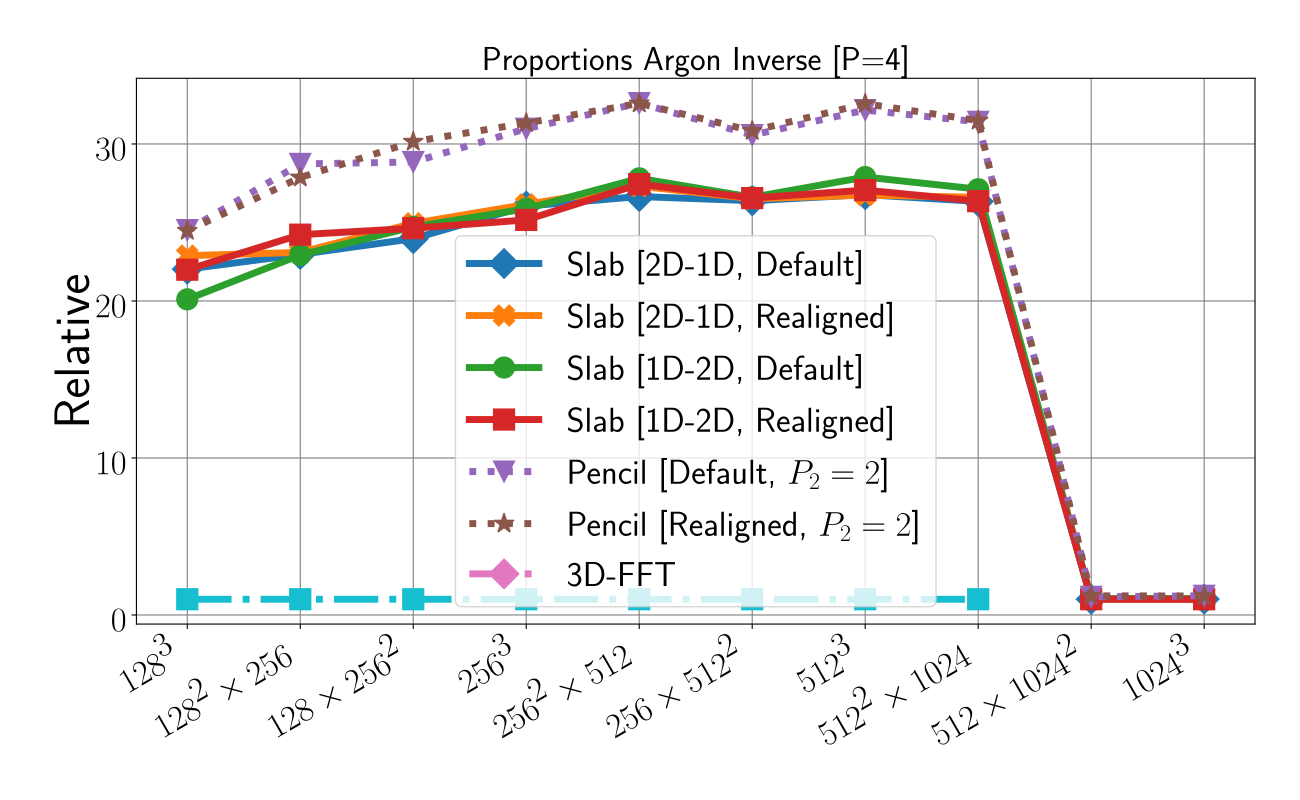 Proportions Argon Inverse [P=4]
Relative
30
20
10
0
Slab [2D-1D, Default]
Slab [2D-1D, Realigned]
Slab [1D-2D, Default]
Slab [1D-2D, Realigned]
Pencil [Default, P₂ = 2]
Pencil [Realigned, P₂ = 2]
3D-FFT
128³
128² × 256
128 × 256²
256³
256² × 512
256 × 512²
512³
512² × 1024
512 × 1024²
1024³